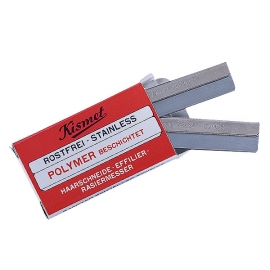 Kismet
ROSTFREI - STAINLESS
POLYMER BESCHICHTET
HAARSCHNEIDE-EFFILIER-
RASIERMESSER